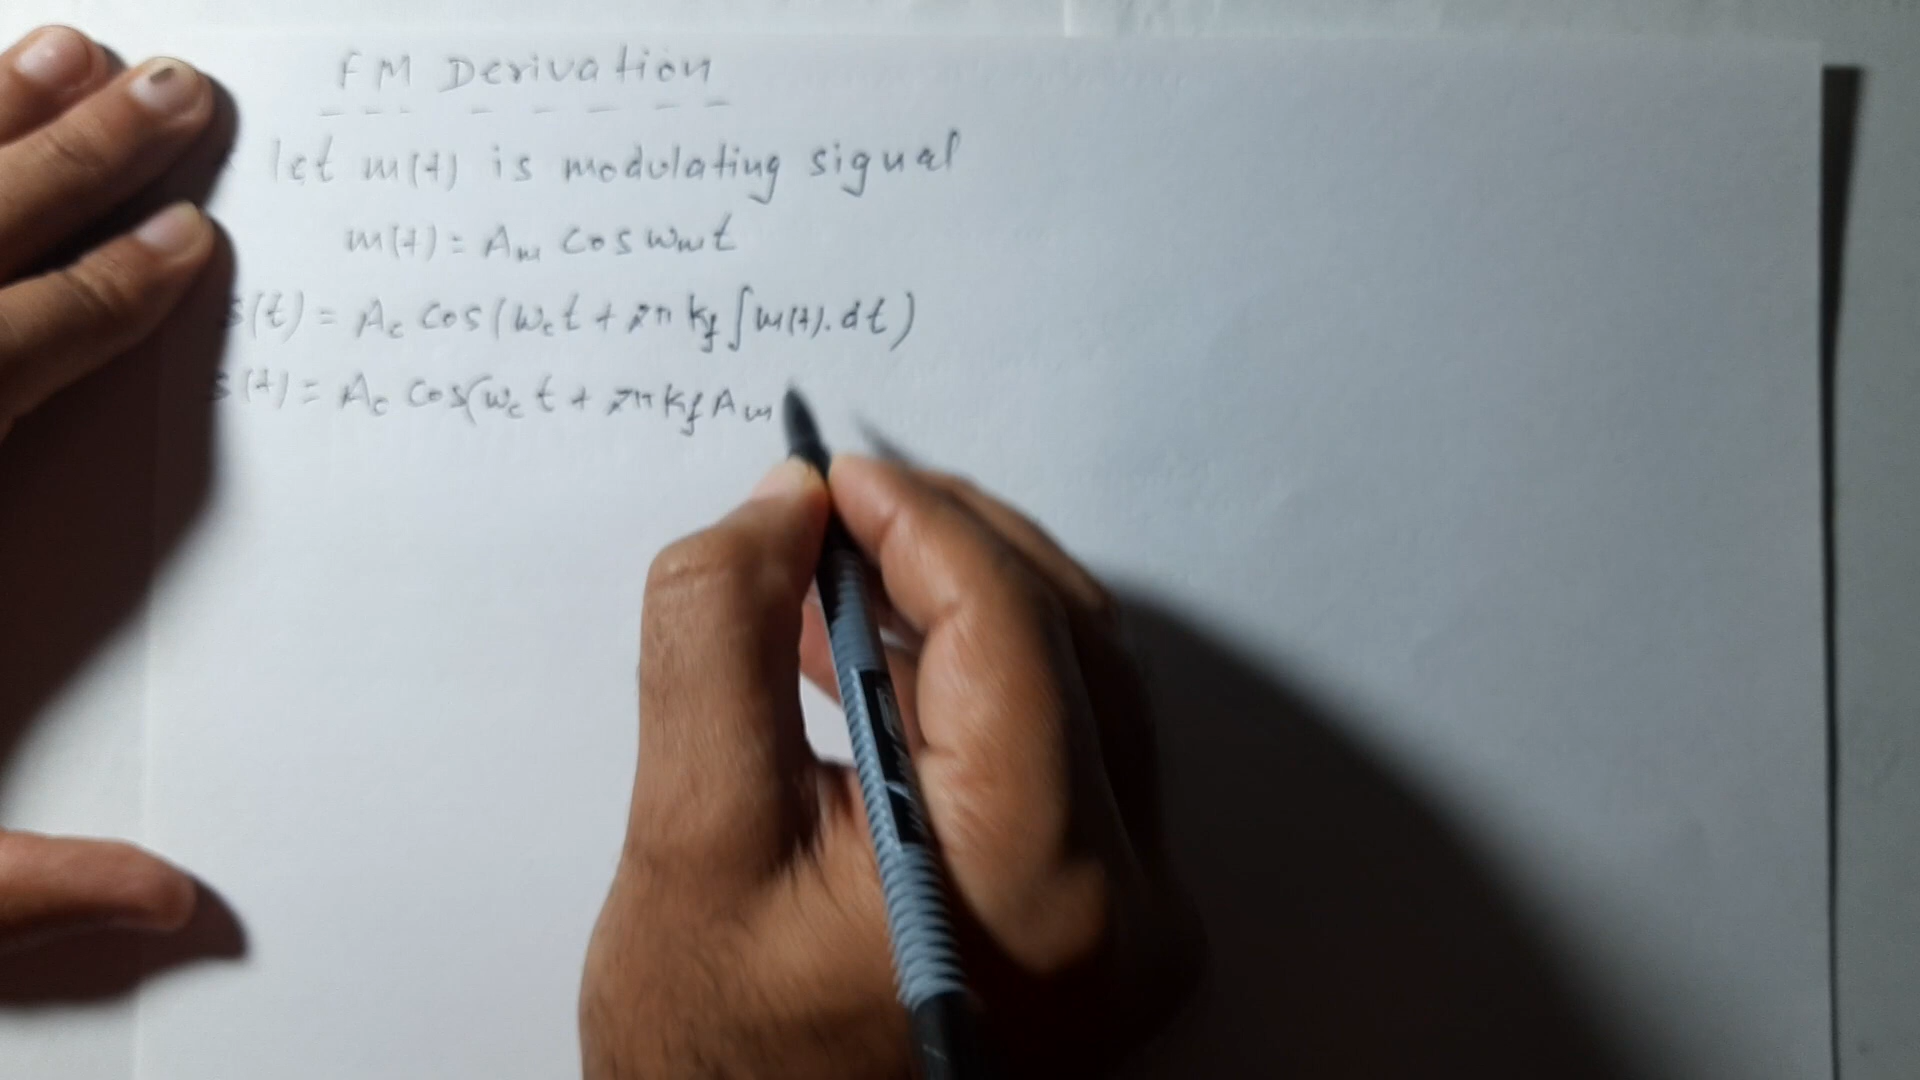 FM Derivation
let m(t) is modulating signal
m(t) = Am cos wmt
s(t) = Ac cos(wct + 2π kf ∫m(t).dt)
s(t) = Ac cos(wct + 2π kf Am